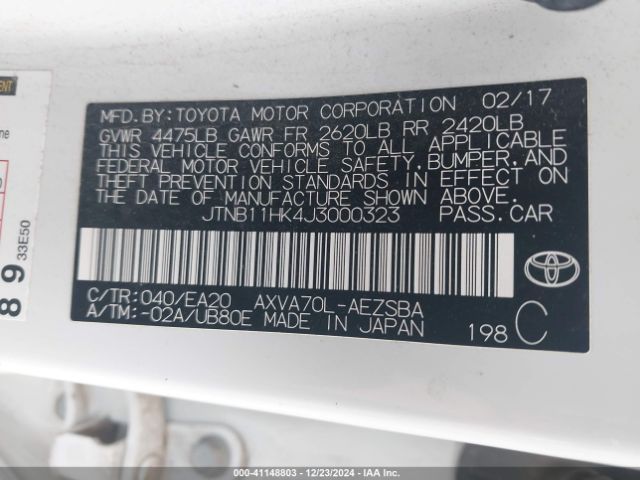 MFD.BY:TOYOTA MOTOR CORPORATION 02/17
GVWR 4475LB GAWR FR 2620LB RR 2420LB
THIS VEHICLE CONFORMS TO ALL APPLICABLE
FEDERAL MOTOR VEHICLE SAFETY,BUMPER,AND
THEFT PREVENTION STANDARDS IN EFFECT ON
THE DATE OF MANUFACTURE SHOWN ABOVE.
JTNB11HK4J3000323 PASS.CAR
C/TR:040/EA20 AXVA70L-AEZSBA
A/TM:-02A/UB80E MADE IN JAPAN
198 C
89
33E50
000-41148803 - 12/23/2024 - IAA Inc.